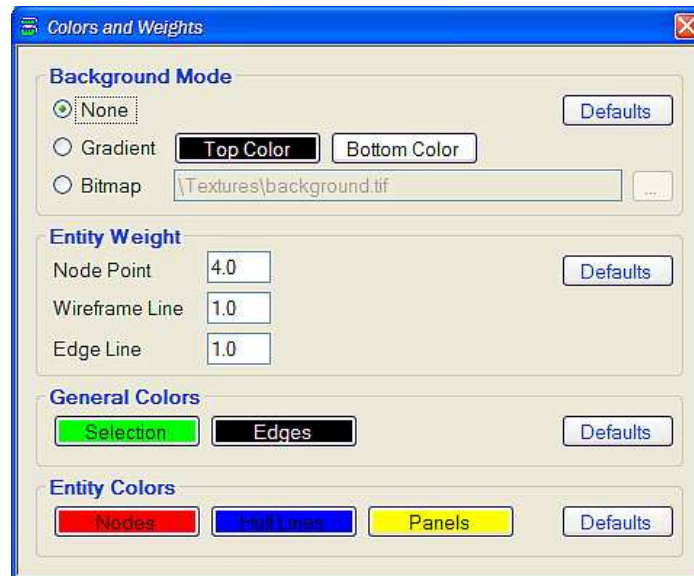 Colors and Weights
Background Mode
None
Defaults
Gradient Top Color Bottom Color
Bitmap \Textures\background.tif ...
Entity Weight
Node Point 4.0 Defaults
Wireframe Line 1.0
Edge Line 1.0
General Colors
Selection Edges Defaults
Entity Colors
Nodes Hull Lines Panels Defaults